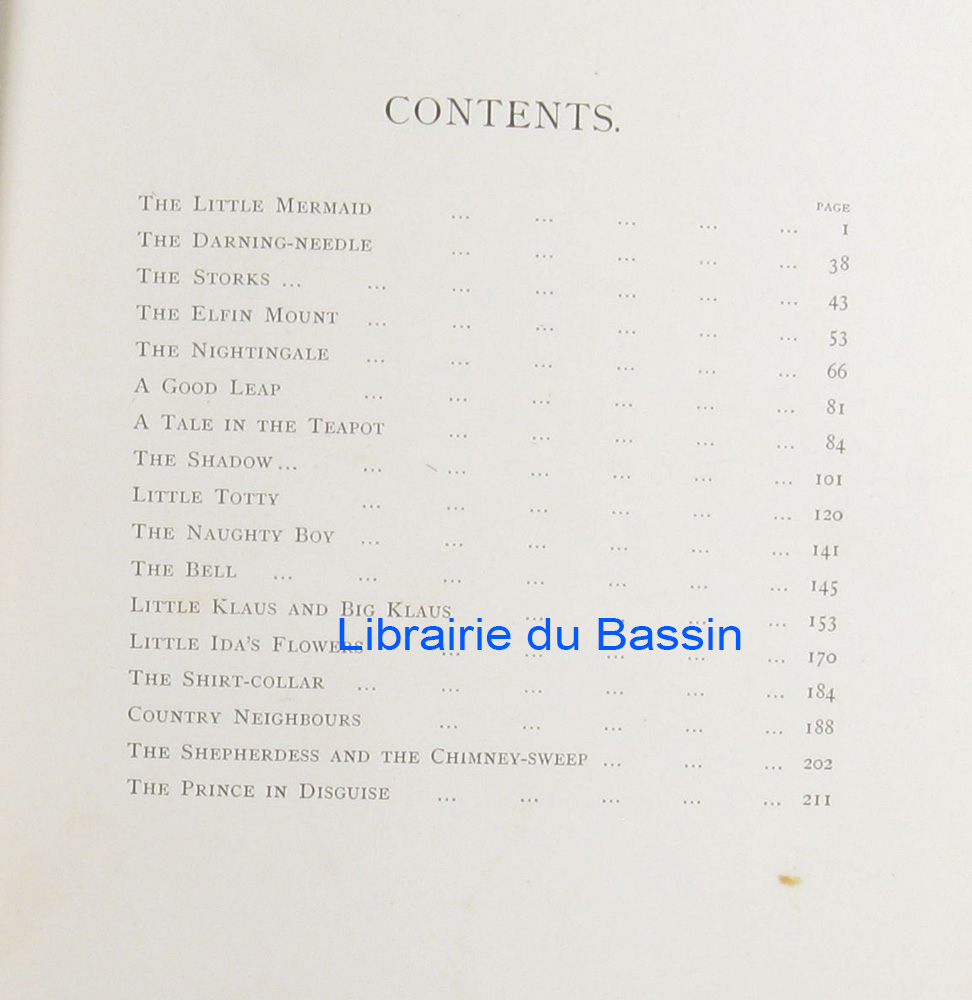 CONTENTS.
PAGE
THE LITTLE MERMAID ... ... ... ... ... 1
THE DARNING-NEEDLE ... ... ... ... ... 38
THE STORKS ... ... ... ... ... ... ... 43
THE ELFIN MOUNT ... ... ... ... ... ... 53
THE NIGHTINGALE ... ... ... ... ... ... 66
A GOOD LEAP ... ... ... ... ... ... 81
A TALE IN THE TEAPOT ... ... ... ... ... 84
THE SHADOW ... ... ... ... ... ... ... 101
LITTLE TOTTY ... ... ... ... ... ... 120
THE NAUGHTY BOY ... ... ... ... ... ... 141
THE BELL ... ... ... ... ... ... ... 145
LITTLE KLAUS AND BIG KLAUS ... ... ... ... 153
Librairie du Bassin
LITTLE IDA'S FLOWERS ... ... ... ... ... 170
THE SHIRT-COLLAR ... ... ... ... ... ... 184
COUNTRY NEIGHBOURS ... ... ... ... ... 188
THE SHEPHERDESS AND THE CHIMNEY-SWEEP ... ... ... 202
THE PRINCE IN DISGUISE ... ... ... ... ... 211